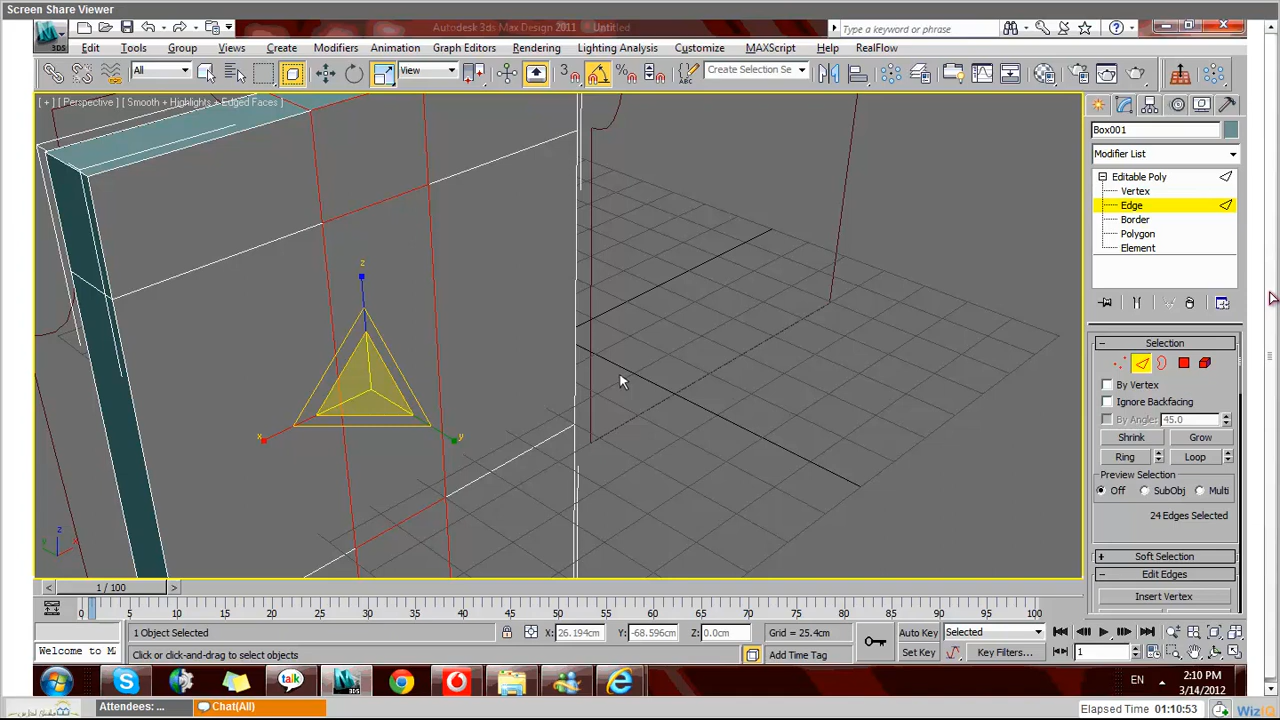 Screen Share Viewer
Autodesk 3ds Max Design 2011 Untitled
Type a keyword or phrase
3DS
Edit Tools Group Views Create Modifiers Animation Graph Editors Rendering Lighting Analysis Customize MAXScript Help RealFlow
All View 3 Create Selection Se
[ + ] [ Perspective ] [ Smooth + Highlights + Edged Faces ]
Box001
Modifier List
Editable Poly
Vertex
Edge
Border
Polygon
Element
Selection
By Vertex
Ignore Backfacing
By Angle: 45.0
Shrink Grow
Ring Loop
Preview Selection
Off SubObj Multi
24 Edges Selected
Soft Selection
Edit Edges
Insert Vertex
z
x
y
z
y x
1 / 100
0 5 10 15 20 25 30 35 40 45 50 55 60 65 70 75 80 85 90 95 100
1 Object Selected X: 26.194cm Y: -68.596cm Z: 0.0cm Grid = 25.4cm Auto Key Selected
Welcome to M Click or click-and-drag to select objects Add Time Tag Set Key Key Filters... 1
talk
EN 2:10 PM
3/14/2012
Attendees: ... Chat(All) Elapsed Time 01:10:53 WizIQ